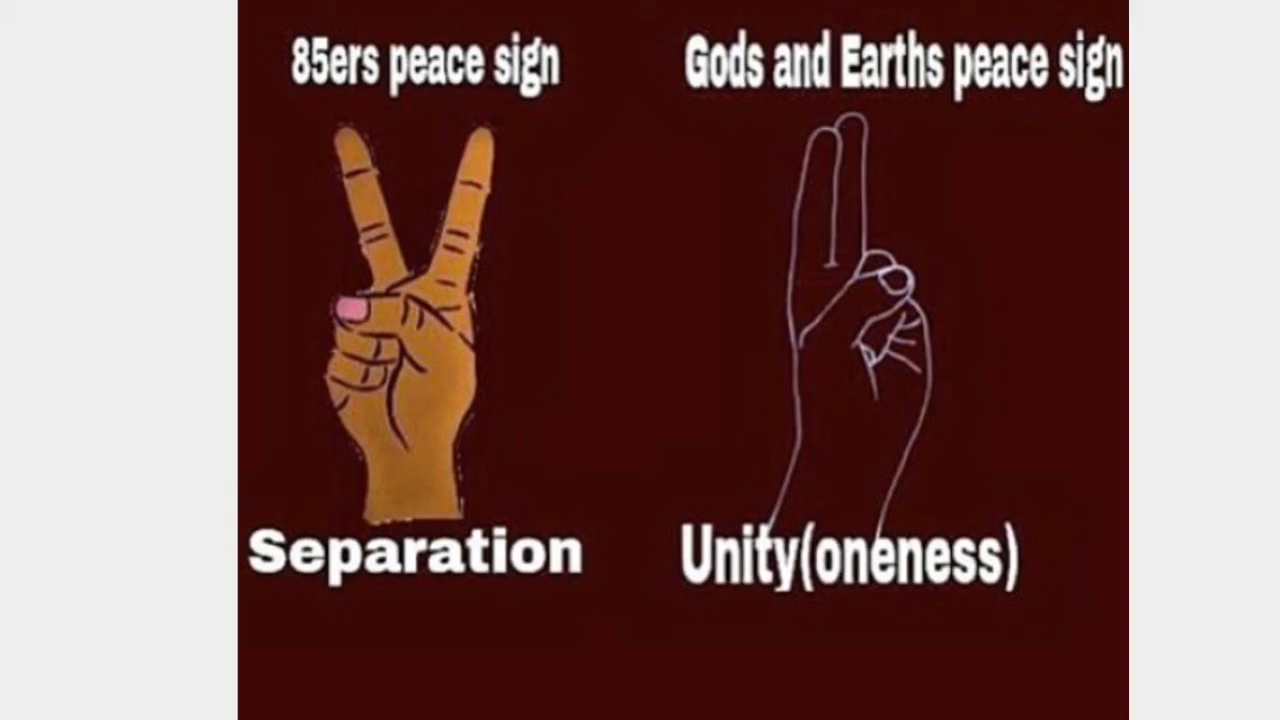 85ers peace sign
Gods and Earths peace sign
Separation
Unity(oneness)